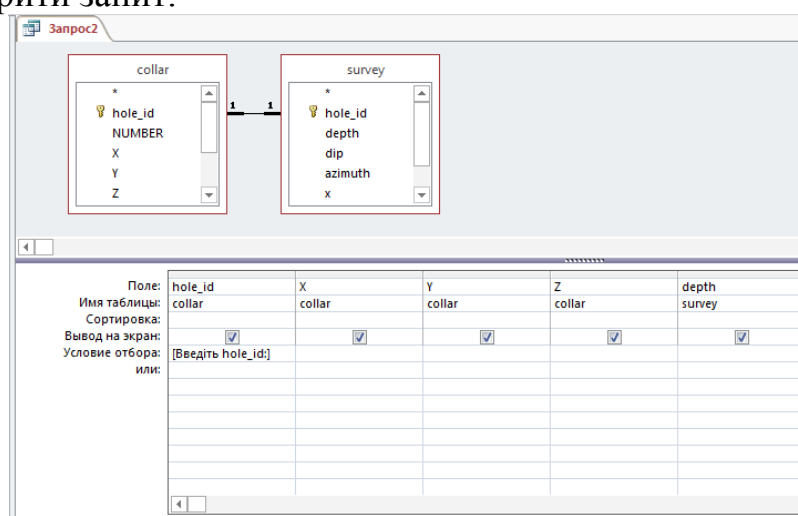 запит.
Запрос2
collar
survey
*
hole_id
NUMBER
X
Y
Z
1 1
*
hole_id
depth
dip
azimuth
x
Поле: hole_id X Y Z depth
Имя таблицы: collar collar collar collar survey
Сортировка:
Вывод на экран:
Условие отбора: [Введіть hole_id:]
или: